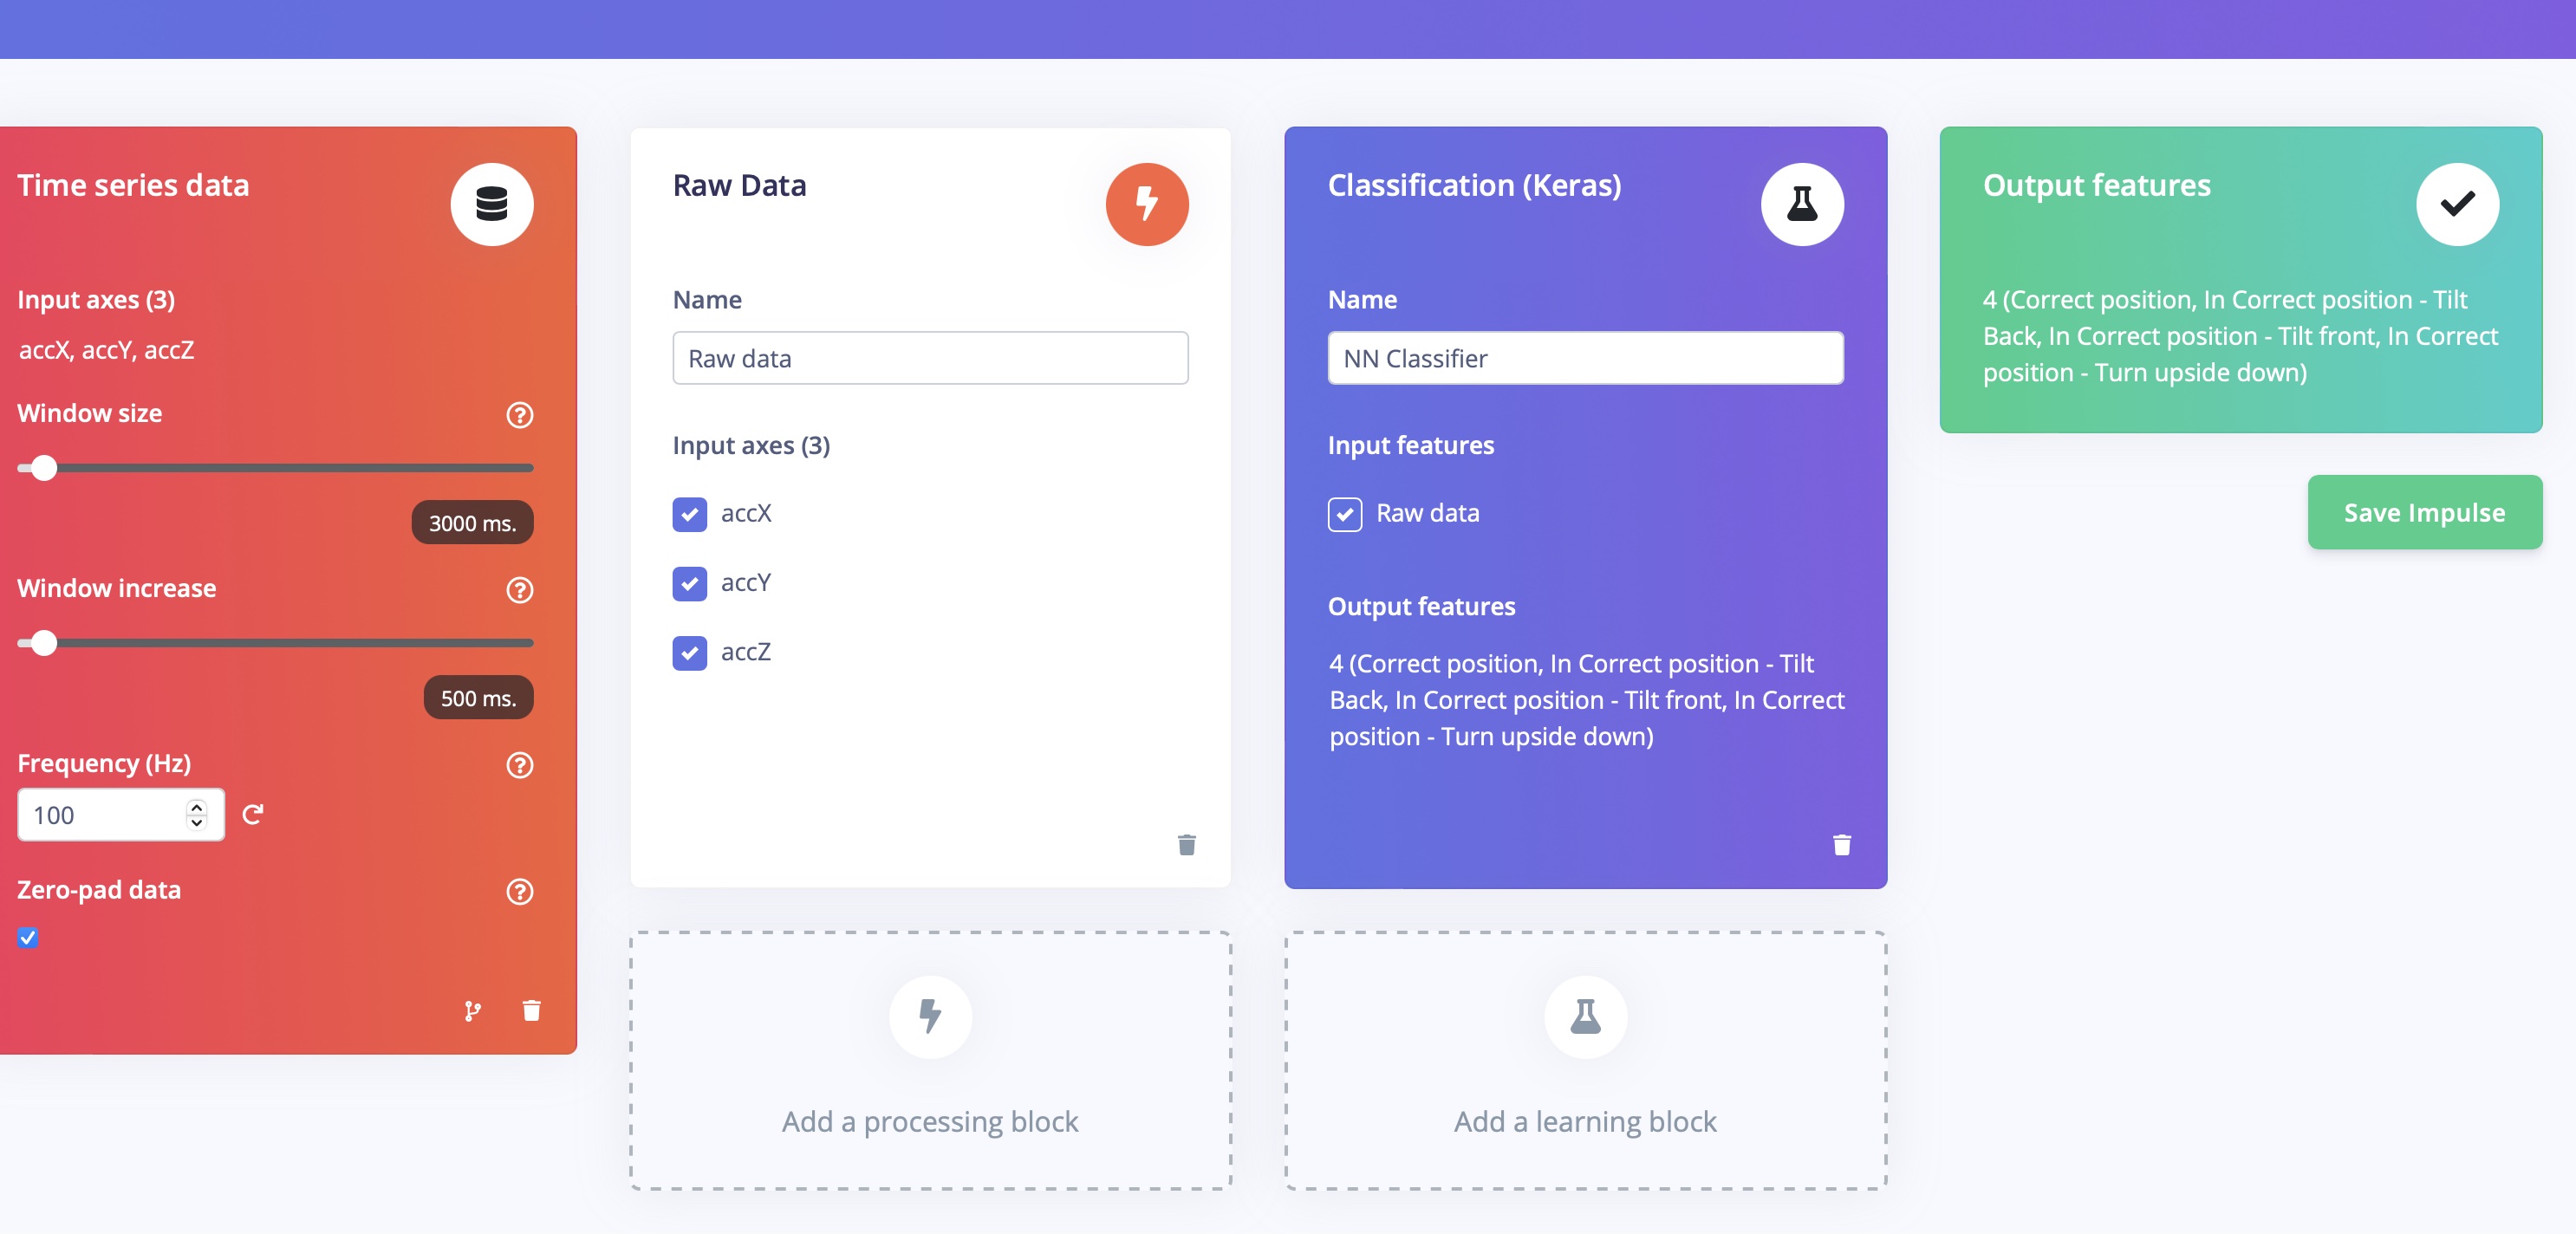 Time series data
Input axes (3)
accX, accY, accZ
Window size
3000 ms.
Window increase
500 ms.
Frequency (Hz)
100
Zero-pad data
Raw Data
Name
Raw data
Input axes (3)
accX
accY
accZ
Add a processing block
Classification (Keras)
Name
NN Classifier
Input features
Raw data
Output features
4 (Correct position, In Correct position - Tilt
Back, In Correct position - Tilt front, In Correct
position - Turn upside down)
Add a learning block
Output features
4 (Correct position, In Correct position - Tilt
Back, In Correct position - Tilt front, In Correct
position - Turn upside down)
Save Impulse